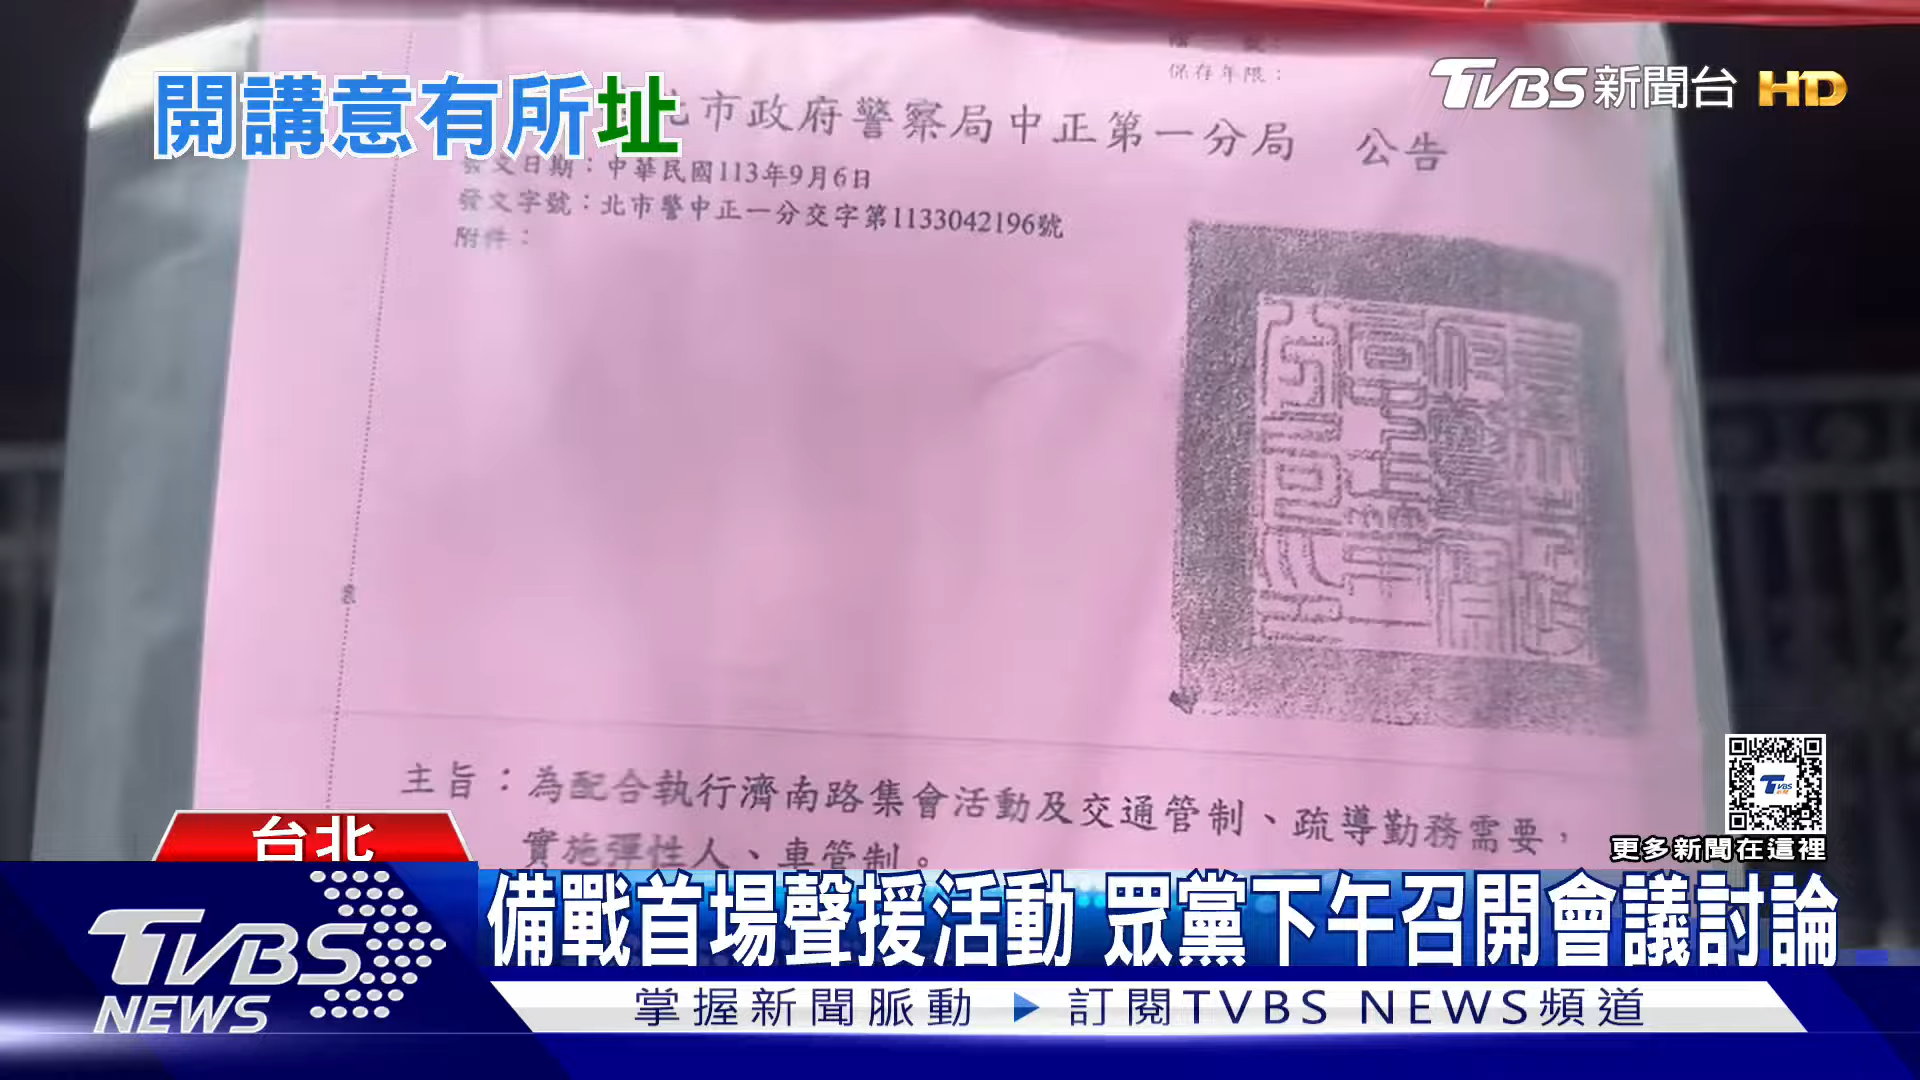 保存年限：
TVBS新聞台 HD
開講意有所址
北市政府警察局中正第一分局 公告
發文日期：中華民國113年9月6日
發文字號：北市警中正一分交字第1133042196號
附件：
主旨：為配合執行濟南路集會活動及交通管制、疏導勤務需要，
實施彈性人、車管制。
TVBS
更多新聞在這裡
台北
備戰首場聲援活動 眾黨下午召開會議討論
TVBS
NEWS
掌握新聞脈動 ▶ 訂閱TVBS NEWS頻道